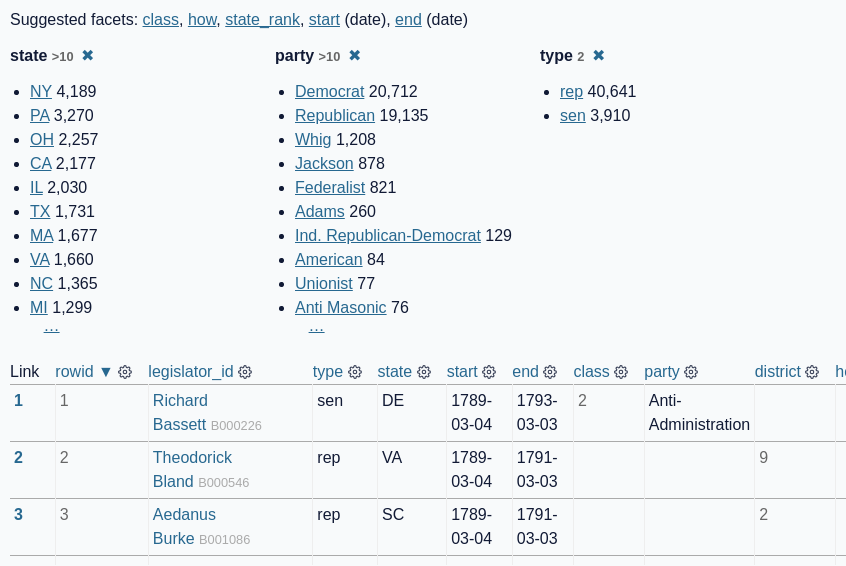 Suggested facets: class, how, state_rank, start (date), end (date)
state >10 ✖ party >10 ✖ type 2 ✖
NY 4,189
PA 3,270
OH 2,257
CA 2,177
IL 2,030
TX 1,731
MA 1,677
VA 1,660
NC 1,365
MI 1,299
…
Democrat 20,712
Republican 19,135
Whig 1,208
Jackson 878
Federalist 821
Adams 260
Ind. Republican-Democrat 129
American 84
Unionist 77
Anti Masonic 76
…
rep 40,641
sen 3,910
Link rowid ▼ legislator_id type state start end class party district
1 1 Richard Bassett B000226 sen DE 1789-03-04 1793-03-03 2 Anti-Administration
2 2 Theodorick Bland B000546 rep VA 1789-03-04 1791-03-03 9
3 3 Aedanus Burke B001086 rep SC 1789-03-04 1791-03-03 2